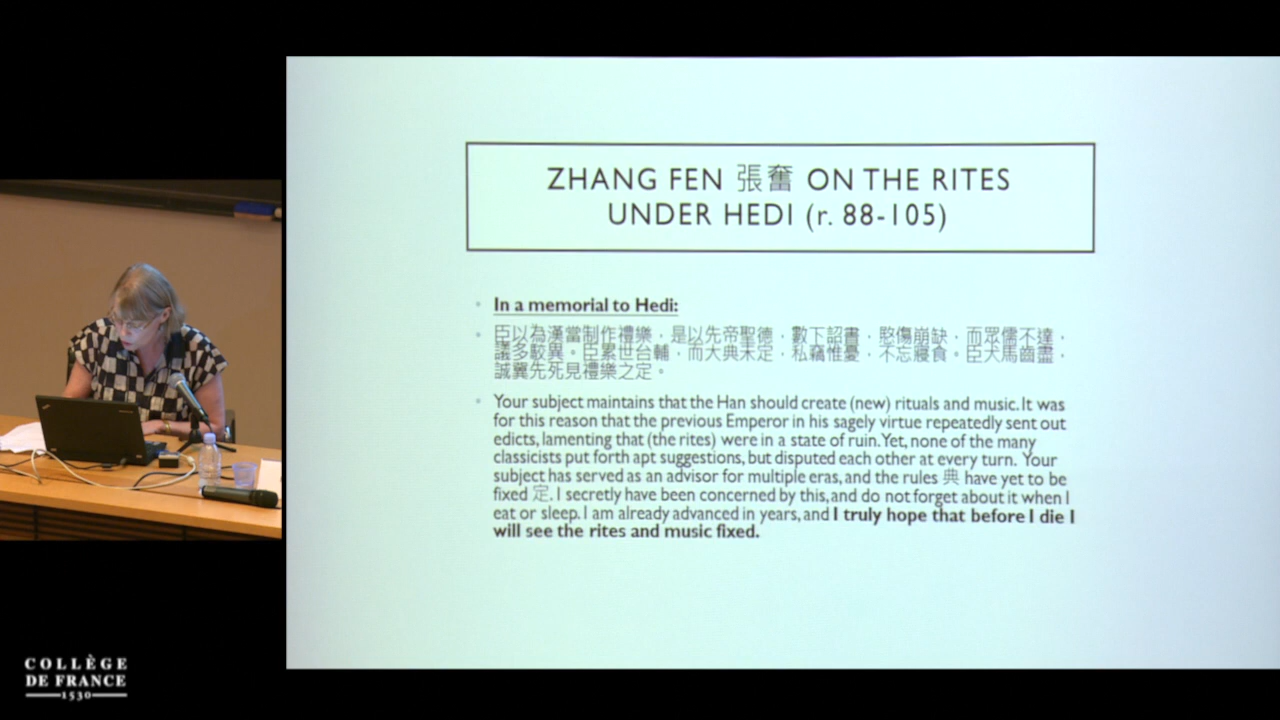 ZHANG FEN 張奮 ON THE RITES
UNDER HEDI (r. 88-105)
In a memorial to Hedi:
臣以為漢當制作禮樂，是以先帝聖德，數下詔書，愍傷崩缺，而眾儒不達，
議多駮異。臣累世台輔，而大典未定，私竊惟憂，不忘寢食。臣犬馬齒盡，
誠冀先死見禮樂之定。
Your subject maintains that the Han should create (new) rituals and music. It was
for this reason that the previous Emperor in his sagely virtue repeatedly sent out
edicts, lamenting that (the rites) were in a state of ruin. Yet, none of the many
classicists put forth apt suggestions, but disputed each other at every turn. Your
subject has served as an advisor for multiple eras, and the rules 典 have yet to be
fixed 定. I secretly have been concerned by this, and do not forget about it when I
eat or sleep. I am already advanced in years, and I truly hope that before I die I
will see the rites and music fixed.
COLLÈGE
DE FRANCE
1530